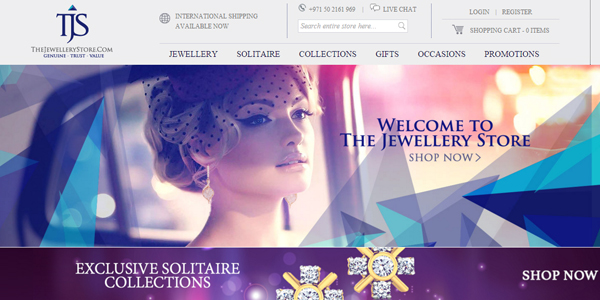 TJS
TheJewelleryStore.Com
GENUINE · TRUST · VALUE
INTERNATIONAL SHIPPING
AVAILABLE NOW
+971 50 2161 969 | LIVE CHAT
Search entire store here...
LOGIN | REGISTER
SHOPPING CART - 0 ITEMS
JEWELLERY SOLITAIRE COLLECTIONS GIFTS OCCASIONS PROMOTIONS
WELCOME TO
THE JEWELLERY STORE
SHOP NOW >
EXCLUSIVE SOLITAIRE
COLLECTIONS
SHOP NOW